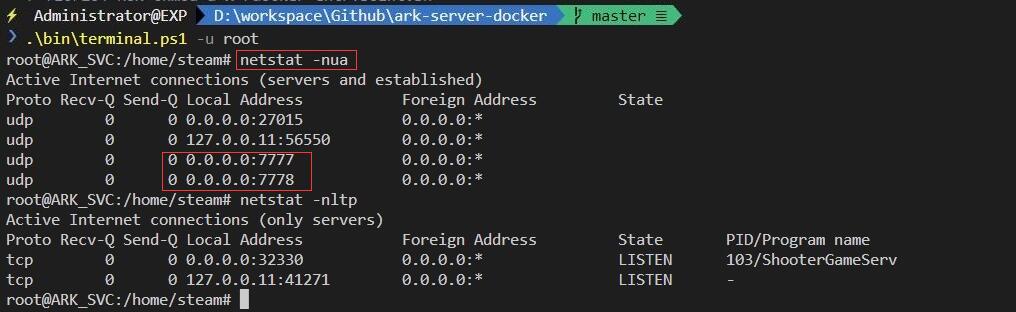 Administrator@EXP D:\workspace\Github\ark-server-docker master
.\bin\terminal.ps1 -u root
root@ARK_SVC:/home/steam# netstat -nua
Active Internet connections (servers and established)
Proto Recv-Q Send-Q Local Address Foreign Address State
udp 0 0 0.0.0.0:27015 0.0.0.0:*
udp 0 0 127.0.0.11:56550 0.0.0.0:*
udp 0 0 0.0.0.0:7777 0.0.0.0:*
udp 0 0 0.0.0.0:7778 0.0.0.0:*
root@ARK_SVC:/home/steam# netstat -nltp
Active Internet connections (only servers)
Proto Recv-Q Send-Q Local Address Foreign Address State PID/Program name
tcp 0 0 0.0.0.0:32330 0.0.0.0:* LISTEN 103/ShooterGameServ
tcp 0 0 127.0.0.11:41271 0.0.0.0:* LISTEN -
root@ARK_SVC:/home/steam#